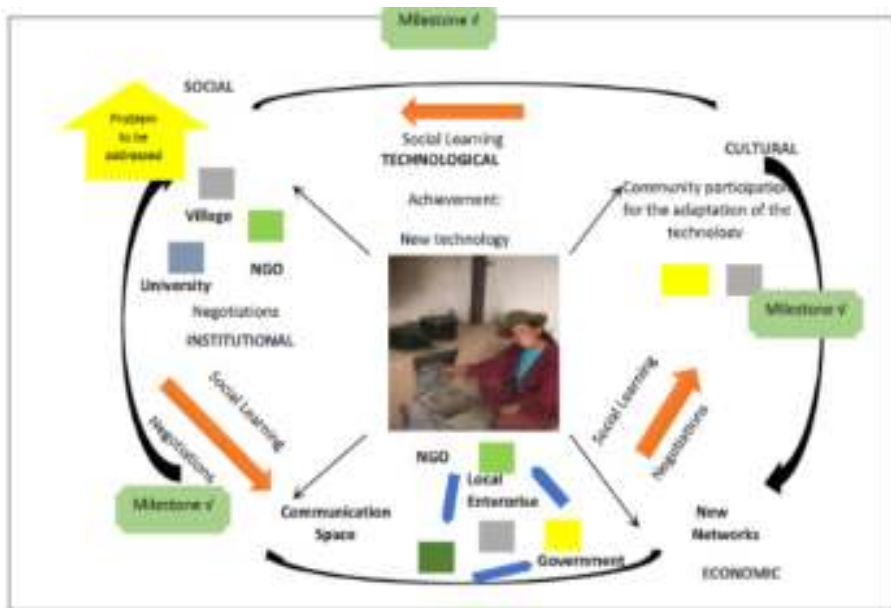 Milestone √
SOCIAL
Problem
to be
addressed
Social Learning
TECHNOLOGICAL
CULTURAL
Achievement:
Community participation
for the adaptation of the
technology
Village
New technology
NGO
University
Negotiations
INSTITUTIONAL
Milestone √
Social Learning
Negotiations
Social Learning
Negotiations
NGO
Local
Enterorise
Milestone √
Communication
Space
Government
New
Networks
ECONOMIC